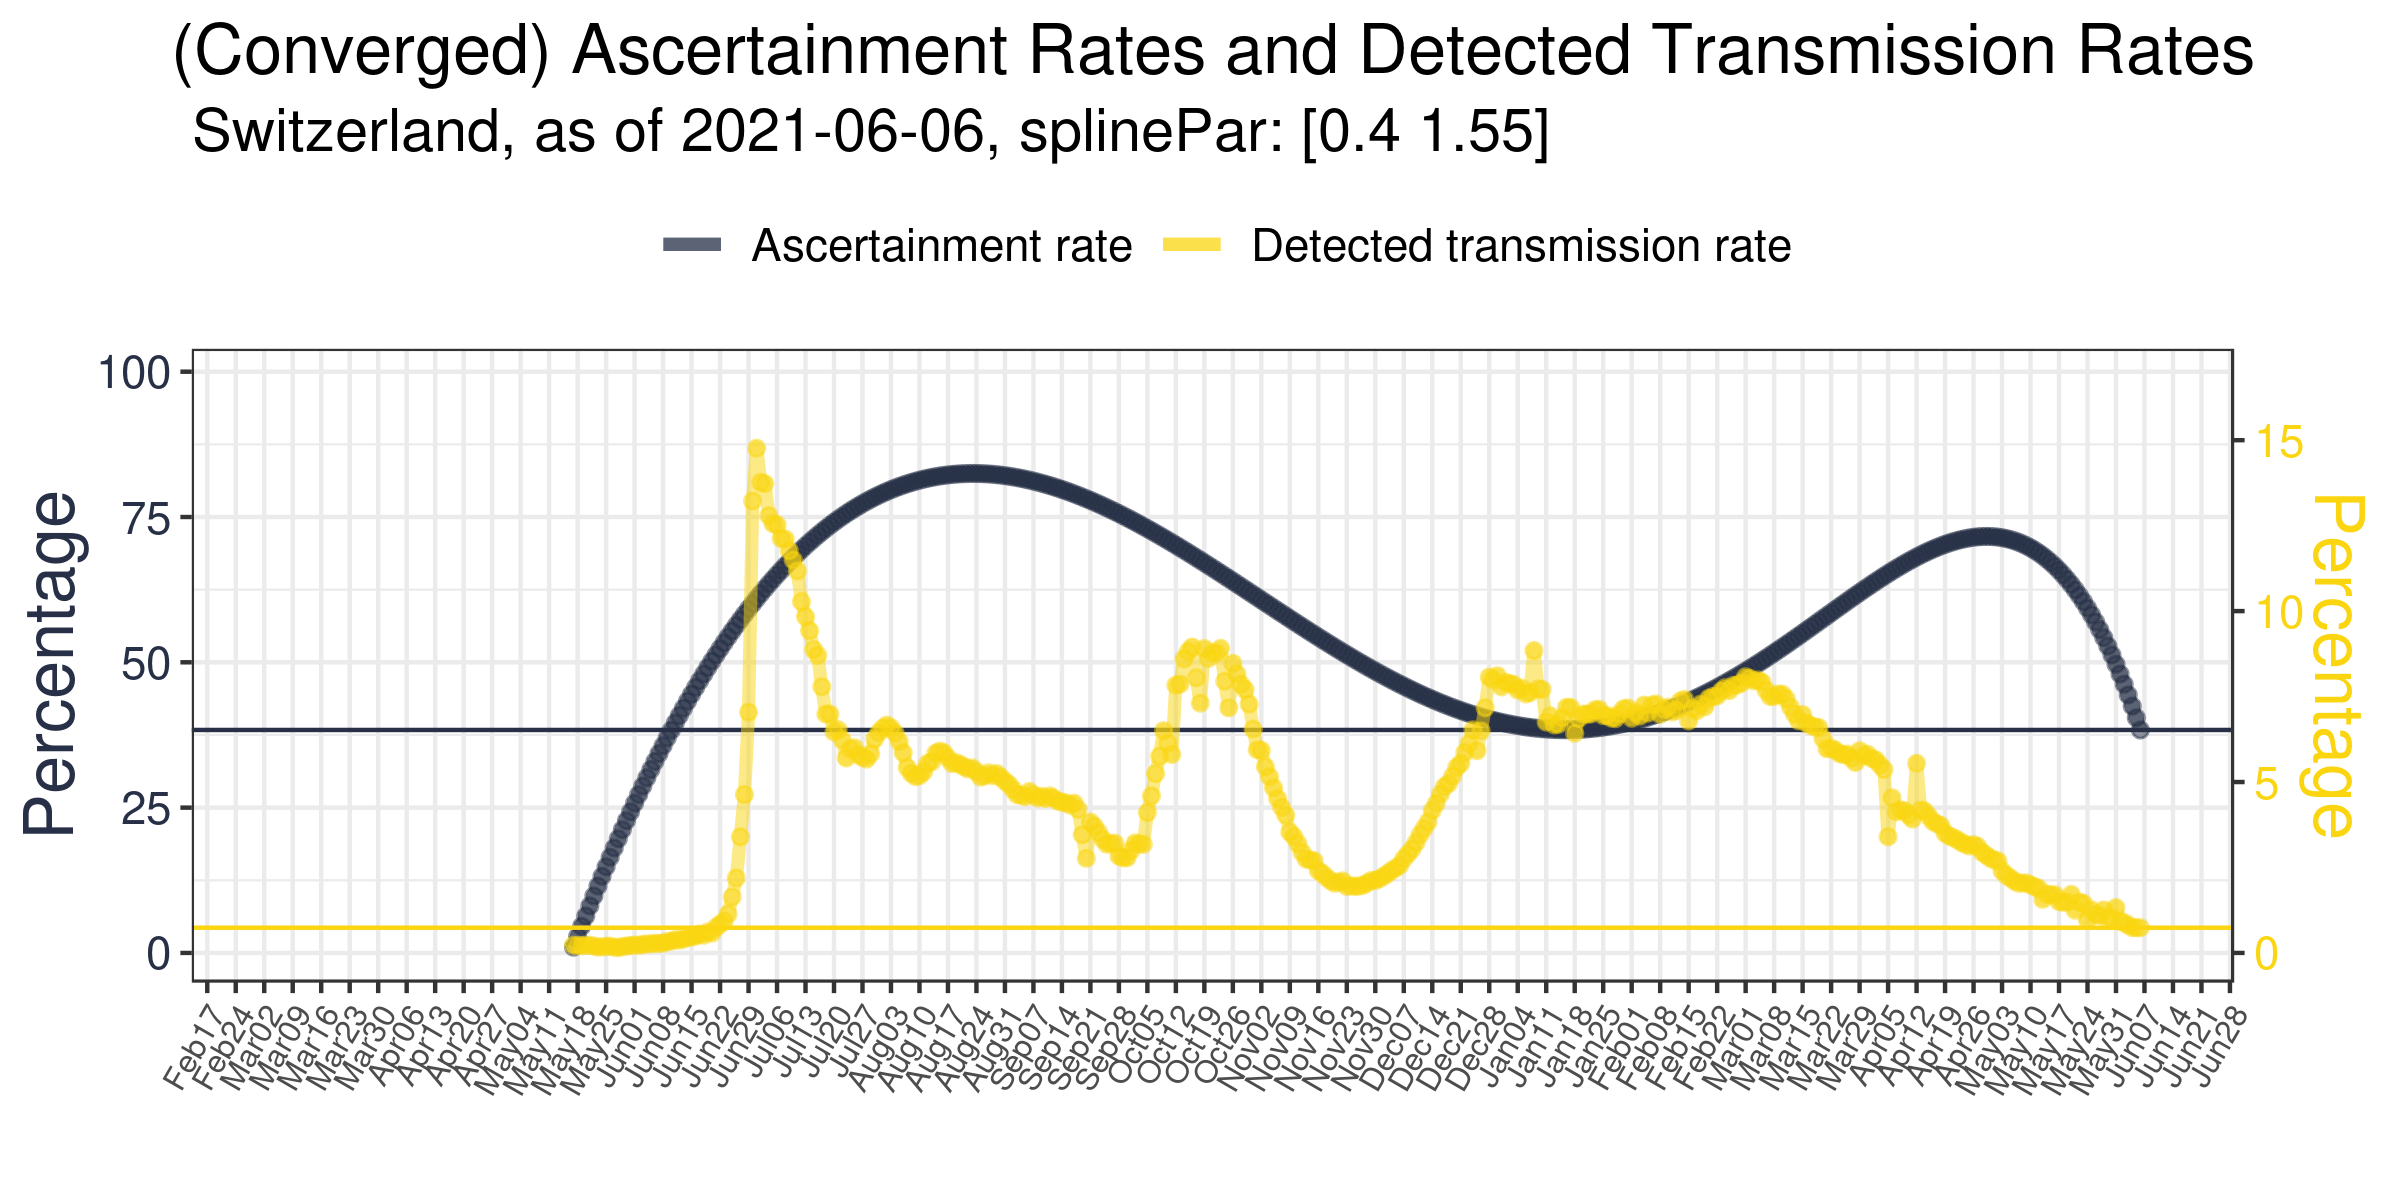 (Converged) Ascertainment Rates and Detected Transmission Rates
Switzerland, as of 2021-06-06, splinePar: [0.4 1.55]
Ascertainment rate Detected transmission rate
Percentage
100
75
50
25
0
15
10
5
0
Percentage
Feb17 Feb24 Mar02 Mar09 Mar16 Mar23 Mar30 Apr06 Apr13 Apr20 Apr27 May04 May11 May18 May25 Jun01 Jun08 Jun15 Jun22 Jun29 Jul06 Jul13 Jul20 Jul27 Aug03 Aug10 Aug17 Aug24 Aug31 Sep07 Sep14 Sep21 Sep28 Oct05 Oct12 Oct19 Oct26 Nov02 Nov09 Nov16 Nov23 Nov30 Dec07 Dec14 Dec21 Dec28 Jan04 Jan11 Jan18 Jan25 Feb01 Feb08 Feb15 Feb22 Mar01 Mar08 Mar15 Mar22 Mar29 Apr05 Apr12 Apr19 Apr26 May03 May10 May17 May24 May31 Jun07 Jun14 Jun21 Jun28